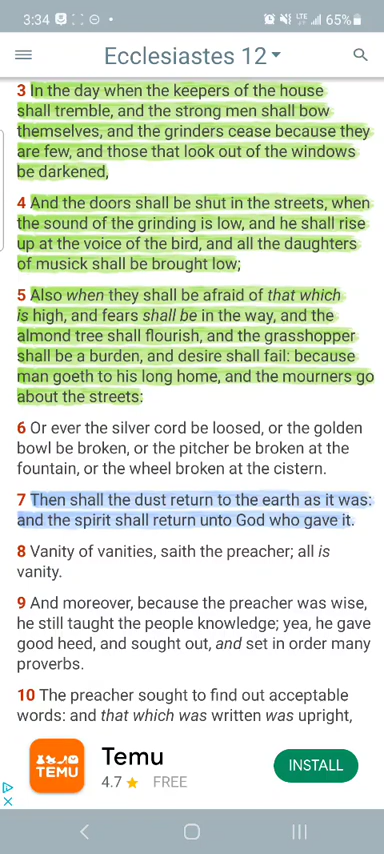 3:34
LTE 65%
Ecclesiastes 12
3 In the day when the keepers of the house
shall tremble, and the strong men shall bow
themselves, and the grinders cease because they
are few, and those that look out of the windows
be darkened,
4 And the doors shall be shut in the streets, when
the sound of the grinding is low, and he shall rise
up at the voice of the bird, and all the daughters
of musick shall be brought low;
5 Also when they shall be afraid of that which
is high, and fears shall be in the way, and the
almond tree shall flourish, and the grasshopper
shall be a burden, and desire shall fail: because
man goeth to his long home, and the mourners go
about the streets:
6 Or ever the silver cord be loosed, or the golden
bowl be broken, or the pitcher be broken at the
fountain, or the wheel broken at the cistern.
7 Then shall the dust return to the earth as it was:
and the spirit shall return unto God who gave it.
8 Vanity of vanities, saith the preacher; all is
vanity.
9 And moreover, because the preacher was wise,
he still taught the people knowledge; yea, he gave
good heed, and sought out, and set in order many
proverbs.
10 The preacher sought to find out acceptable
words: and that which was written was upright,
TEMU
Temu
4.7 FREE
INSTALL